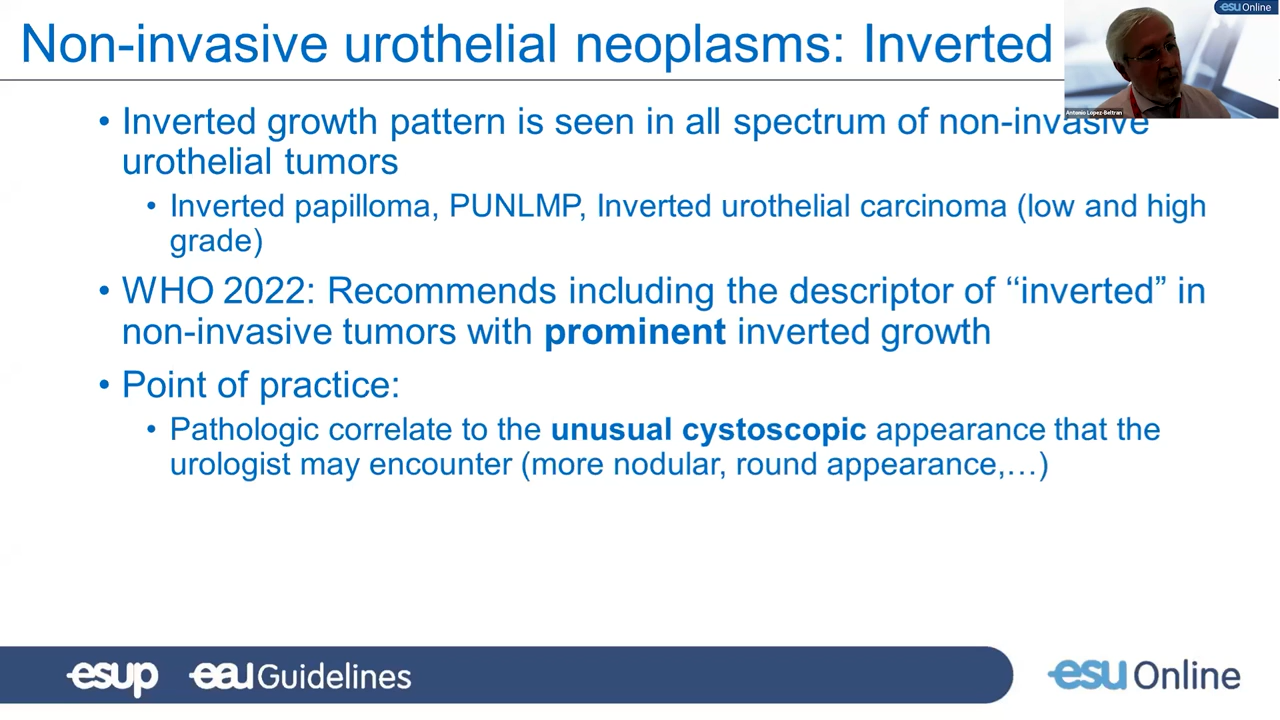 esu Online
Non-invasive urothelial neoplasms: Inverted
Antonio López-Beltran
• Inverted growth pattern is seen in all spectrum of non-invasive
urothelial tumors
• Inverted papilloma, PUNLMP, Inverted urothelial carcinoma (low and high
grade)
• WHO 2022: Recommends including the descriptor of “inverted” in
non-invasive tumors with prominent inverted growth
• Point of practice:
• Pathologic correlate to the unusual cystoscopic appearance that the
urologist may encounter (more nodular, round appearance,…)
esup eau Guidelines esu Online